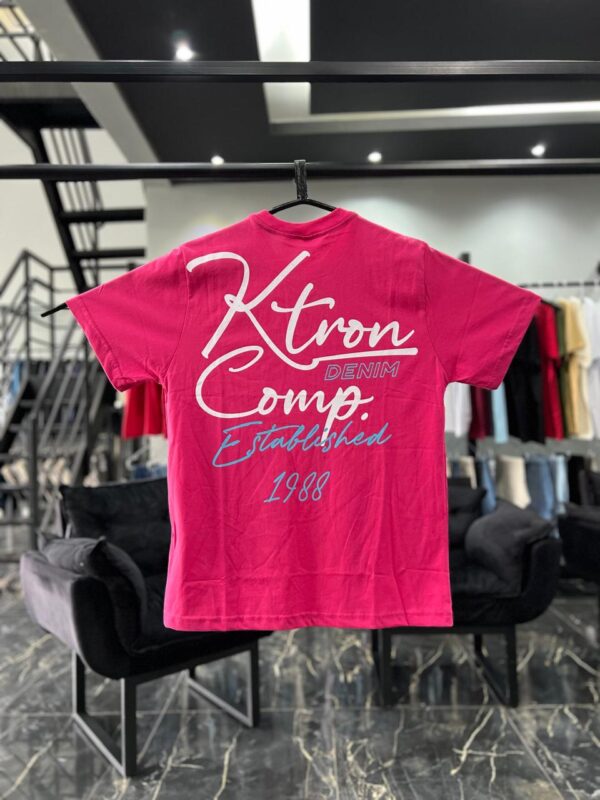 Ktron
DENIM
Comp.
Established
1988